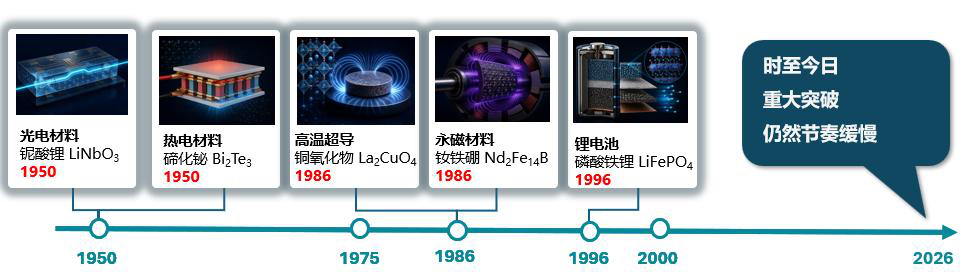 光电材料
铌酸锂 LiNbO₃
1950
热电材料
碲化铋 Bi₂Te₃
1950
高温超导
铜氧化物 La₂CuO₄
1986
永磁材料
钕铁硼 Nd₂Fe₁₄B
1986
锂电池
磷酸铁锂 LiFePO₄
1996
时至今日
重大突破
仍然节奏缓慢
1950
1975
1986
1996
2000
2026